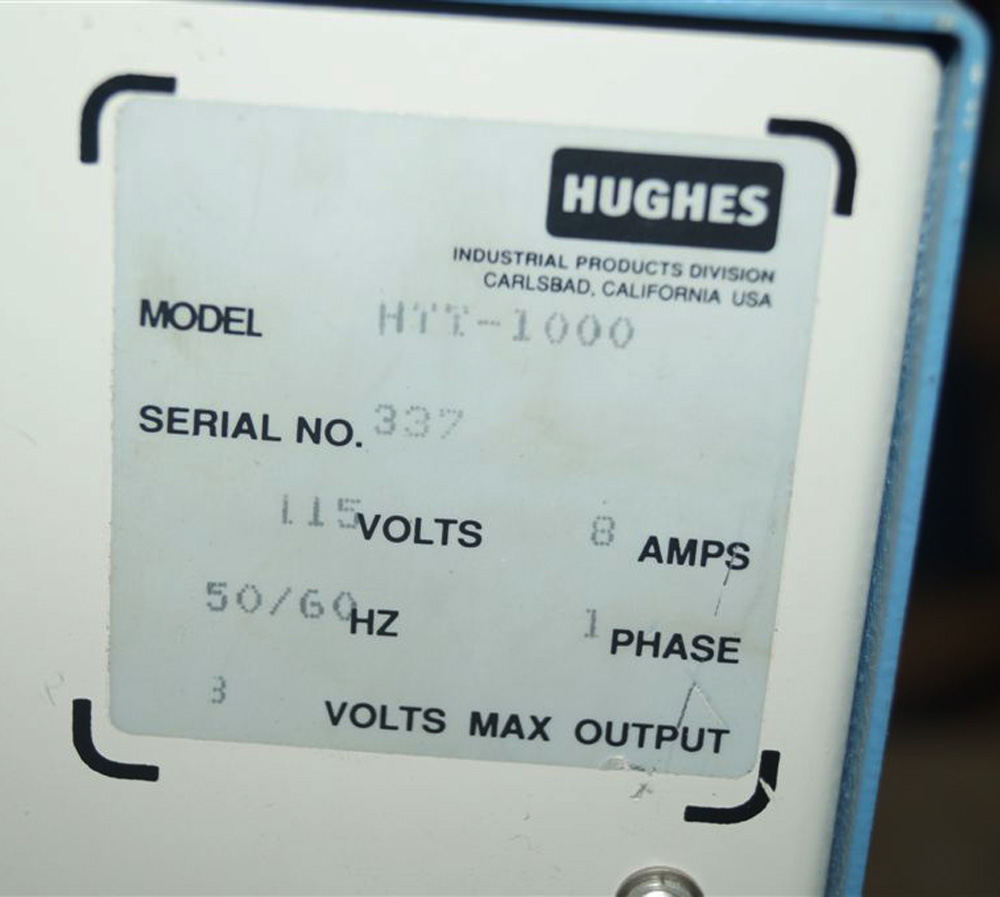 HUGHES
INDUSTRIAL PRODUCTS DIVISION
CARLSBAD, CALIFORNIA USA
MODEL HTT-1000
SERIAL NO. 337
115 VOLTS 8 AMPS
50/60 HZ 1 PHASE
3 VOLTS MAX OUTPUT